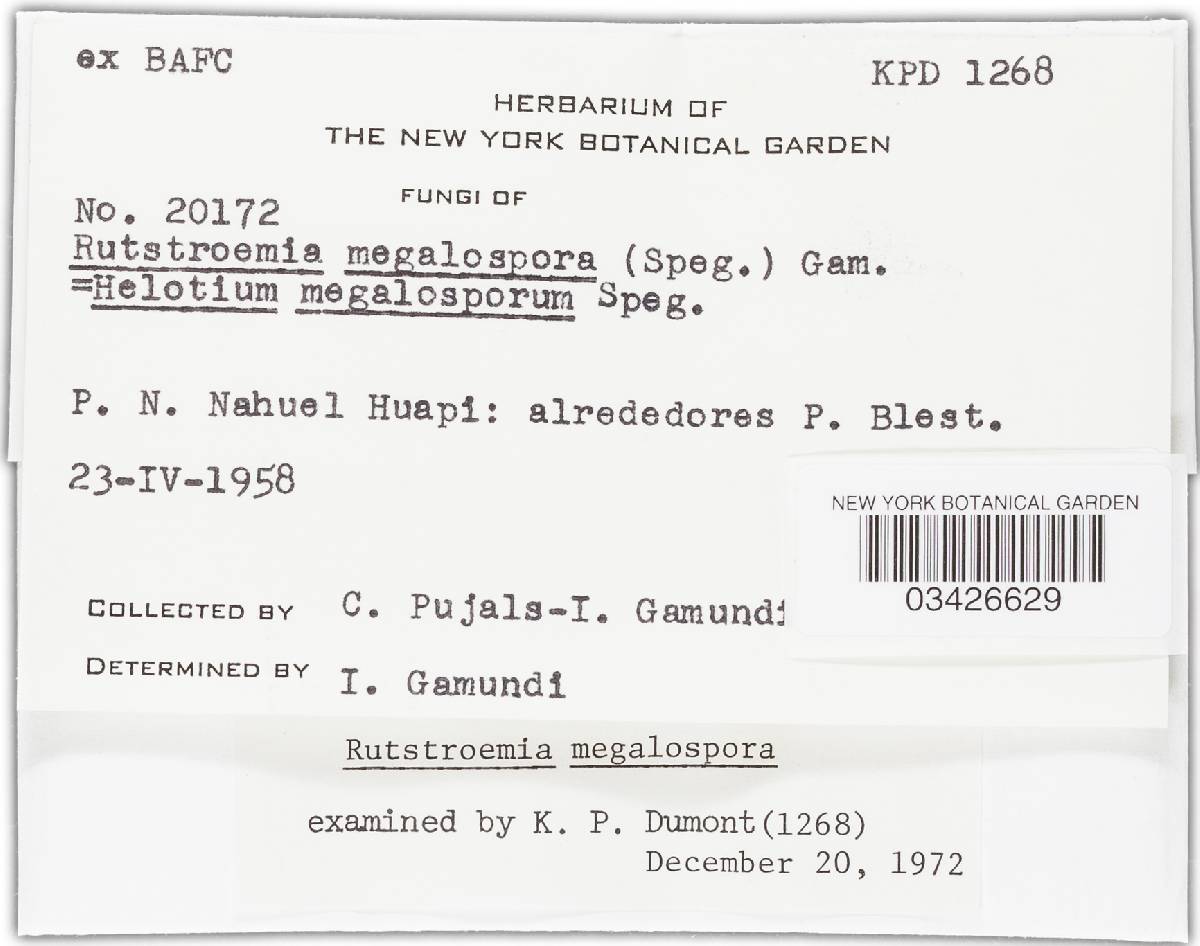 ex BAFC
KPD 1268
HERBARIUM OF
THE NEW YORK BOTANICAL GARDEN
FUNGI OF
No. 20172
Rutstroemia megalospora (Speg.) Gam.
=Helotium megalosporum Speg.
P. N. Nahuel Huapi: alrededores P. Blest.
23-IV-1958
NEW YORK BOTANICAL GARDEN
03426629
COLLECTED BY C. Pujals-I. Gamundi
DETERMINED BY I. Gamundi
Rutstroemia megalospora
examined by K. P. Dumont(1268)
December 20, 1972